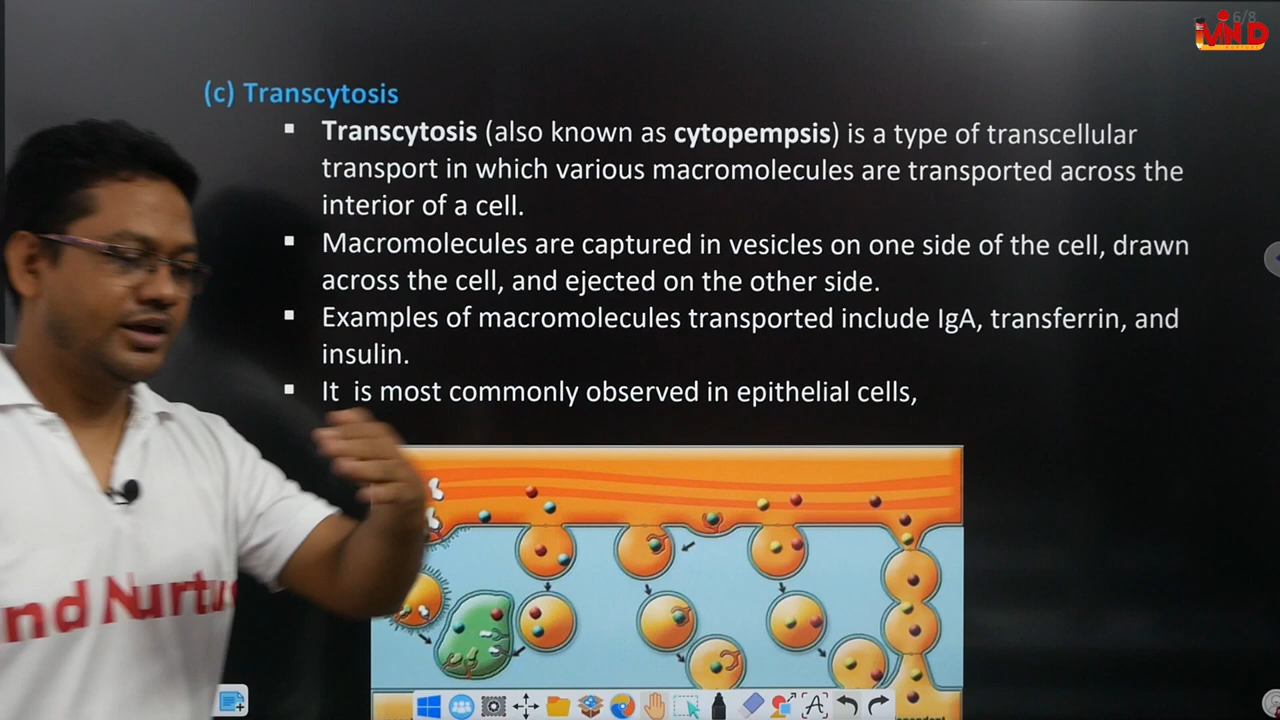 6/8
MIND
(c) Transcytosis
▪ Transcytosis (also known as cytopempsis) is a type of transcellular
transport in which various macromolecules are transported across the
interior of a cell.
▪ Macromolecules are captured in vesicles on one side of the cell, drawn
across the cell, and ejected on the other side.
▪ Examples of macromolecules transported include IgA, transferrin, and
insulin.
▪ It is most commonly observed in epithelial cells,
nd Nurtu
A